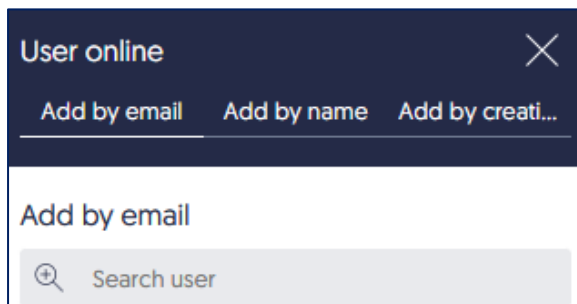 User online
Add by email Add by name Add by creati...
Add by email
Search user